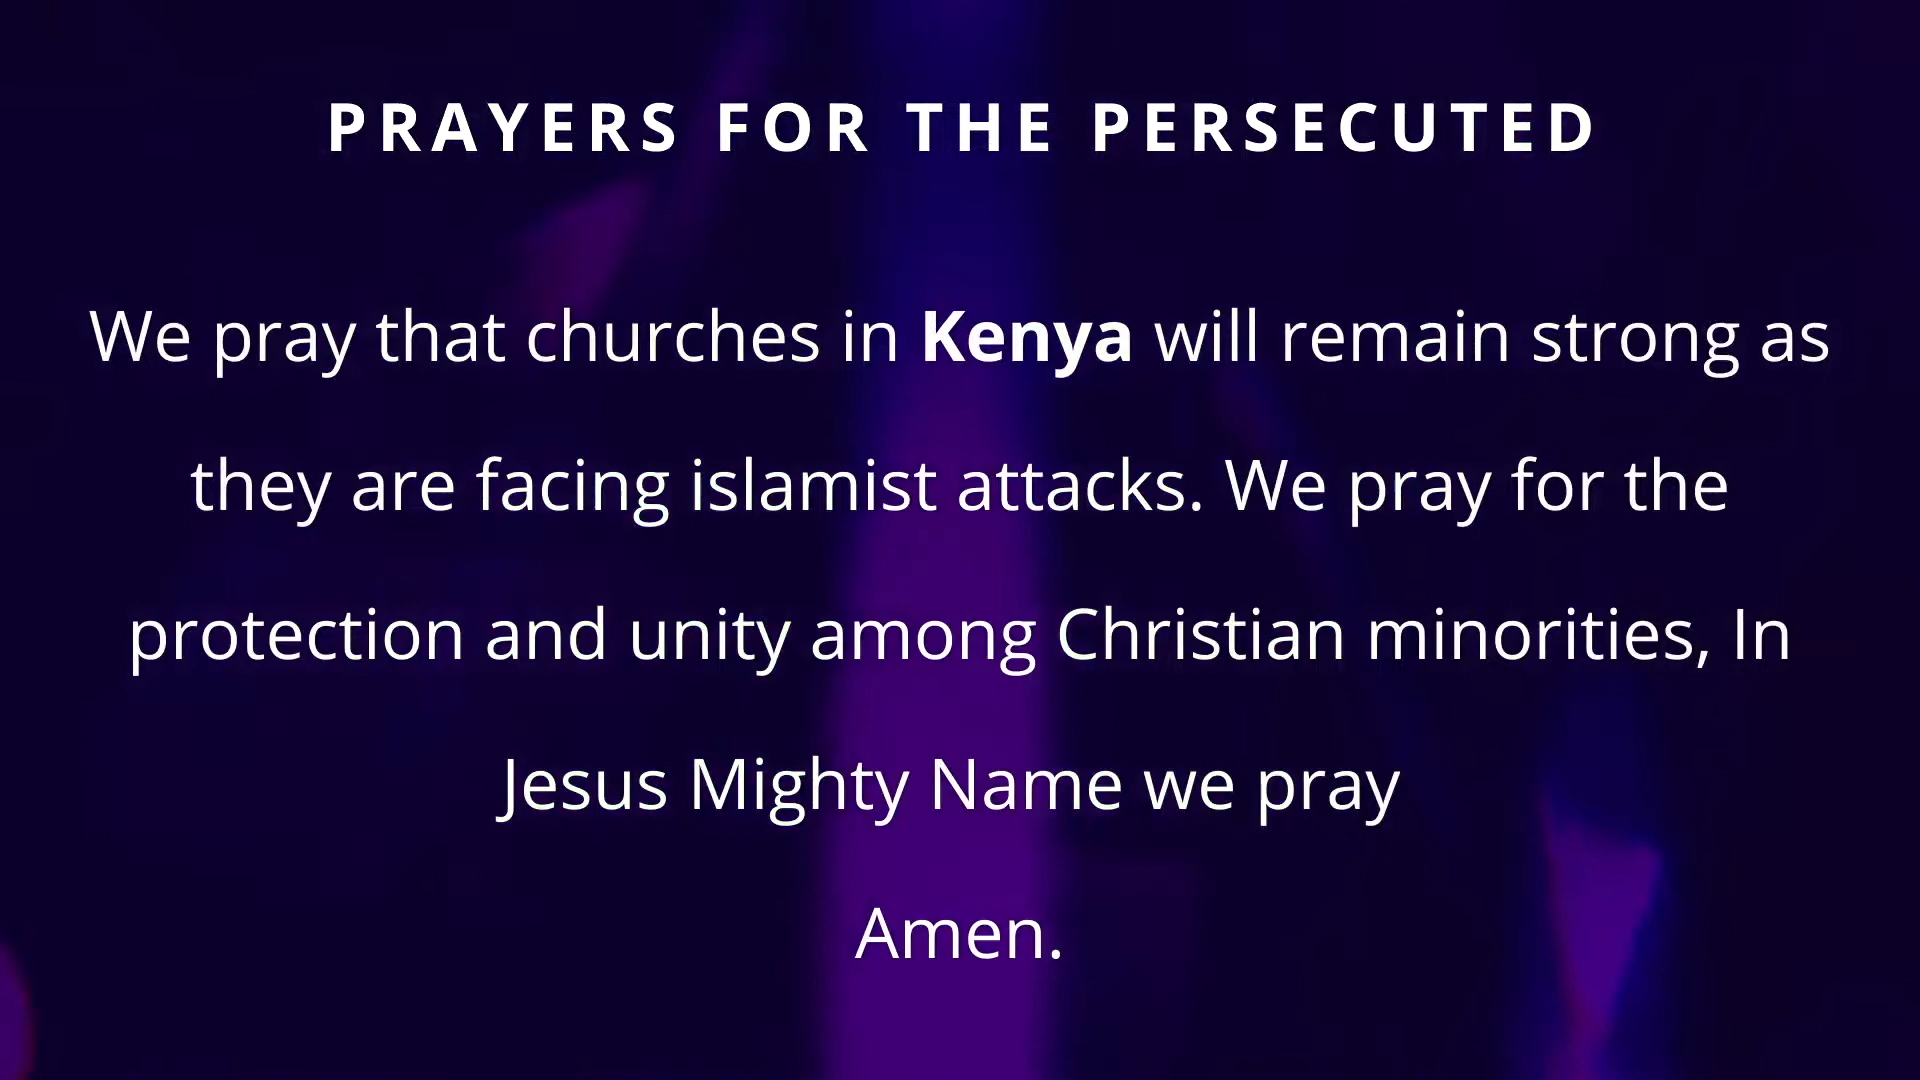 PRAYERS FOR THE PERSECUTED
We pray that churches in Kenya will remain strong as
they are facing islamist attacks. We pray for the
protection and unity among Christian minorities, In
Jesus Mighty Name we pray
Amen.